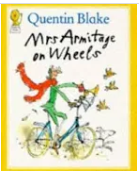 Quentin Blake
Mrs Armitage
on Wheels